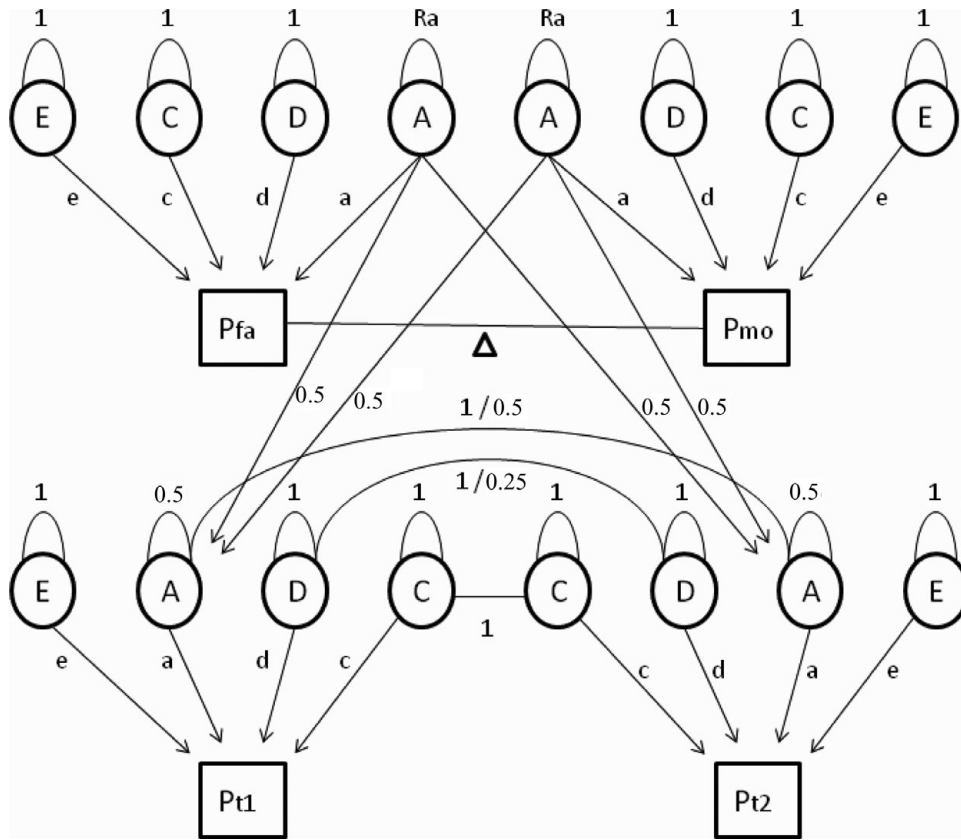 1 1 1 Ra Ra 1 1 1
E C D A A D C E
e c d a a d c e
Pfa Pmo
Δ
0.5 0.5 0.5 0.5
1 / 0.5
1 / 0.25
1 0.5 1 1 1 1 0.5 1
E A D C C D A E
1
e a d c c d a e
Pt1 Pt2